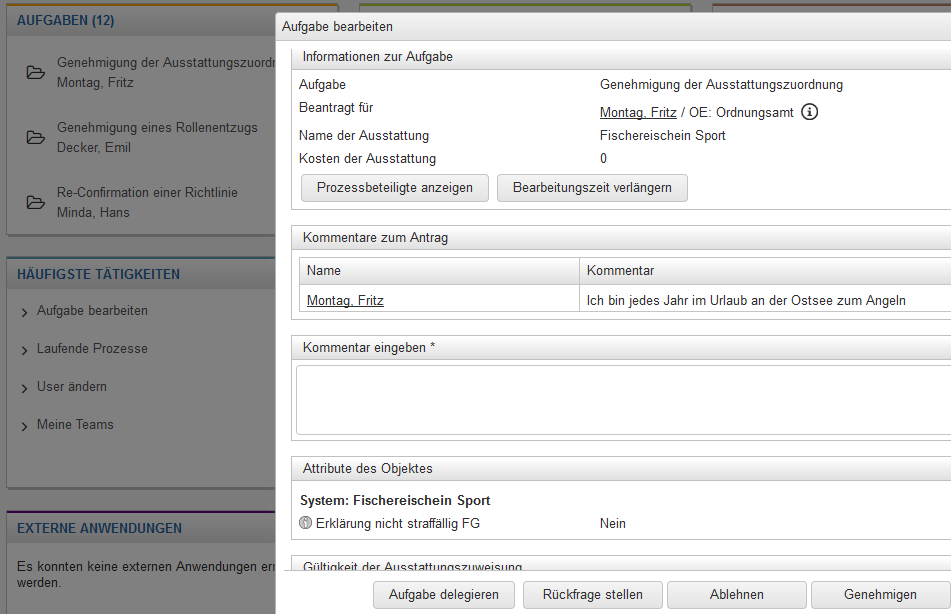 AUFGABEN (12)
Genehmigung der Ausstattungszuordn
Montag, Fritz
Genehmigung eines Rollenentzugs
Decker, Emil
Re-Confirmation einer Richtlinie
Minda, Hans
HÄUFIGSTE TÄTIGKEITEN
Aufgabe bearbeiten
Laufende Prozesse
User ändern
Meine Teams
EXTERNE ANWENDUNGEN
Es konnten keine externen Anwendungen
werden.
Aufgabe bearbeiten
Informationen zur Aufgabe
Aufgabe Genehmigung der Ausstattungszuordnung
Beantragt für Montag, Fritz / OE: Ordnungsamt
Name der Ausstattung Fischereischein Sport
Kosten der Ausstattung 0
Prozessbeteiligte anzeigen Bearbeitungszeit verlängern
Kommentare zum Antrag
Name Kommentar
Montag, Fritz Ich bin jedes Jahr im Urlaub an der Ostsee zum Angeln
Kommentar eingeben *
Attribute des Objektes
System: Fischereischein Sport
Erklärung nicht straffällig FG Nein
Gültigkeit der Ausstattungszuweisung
Aufgabe delegieren Rückfrage stellen Ablehnen Genehmigen